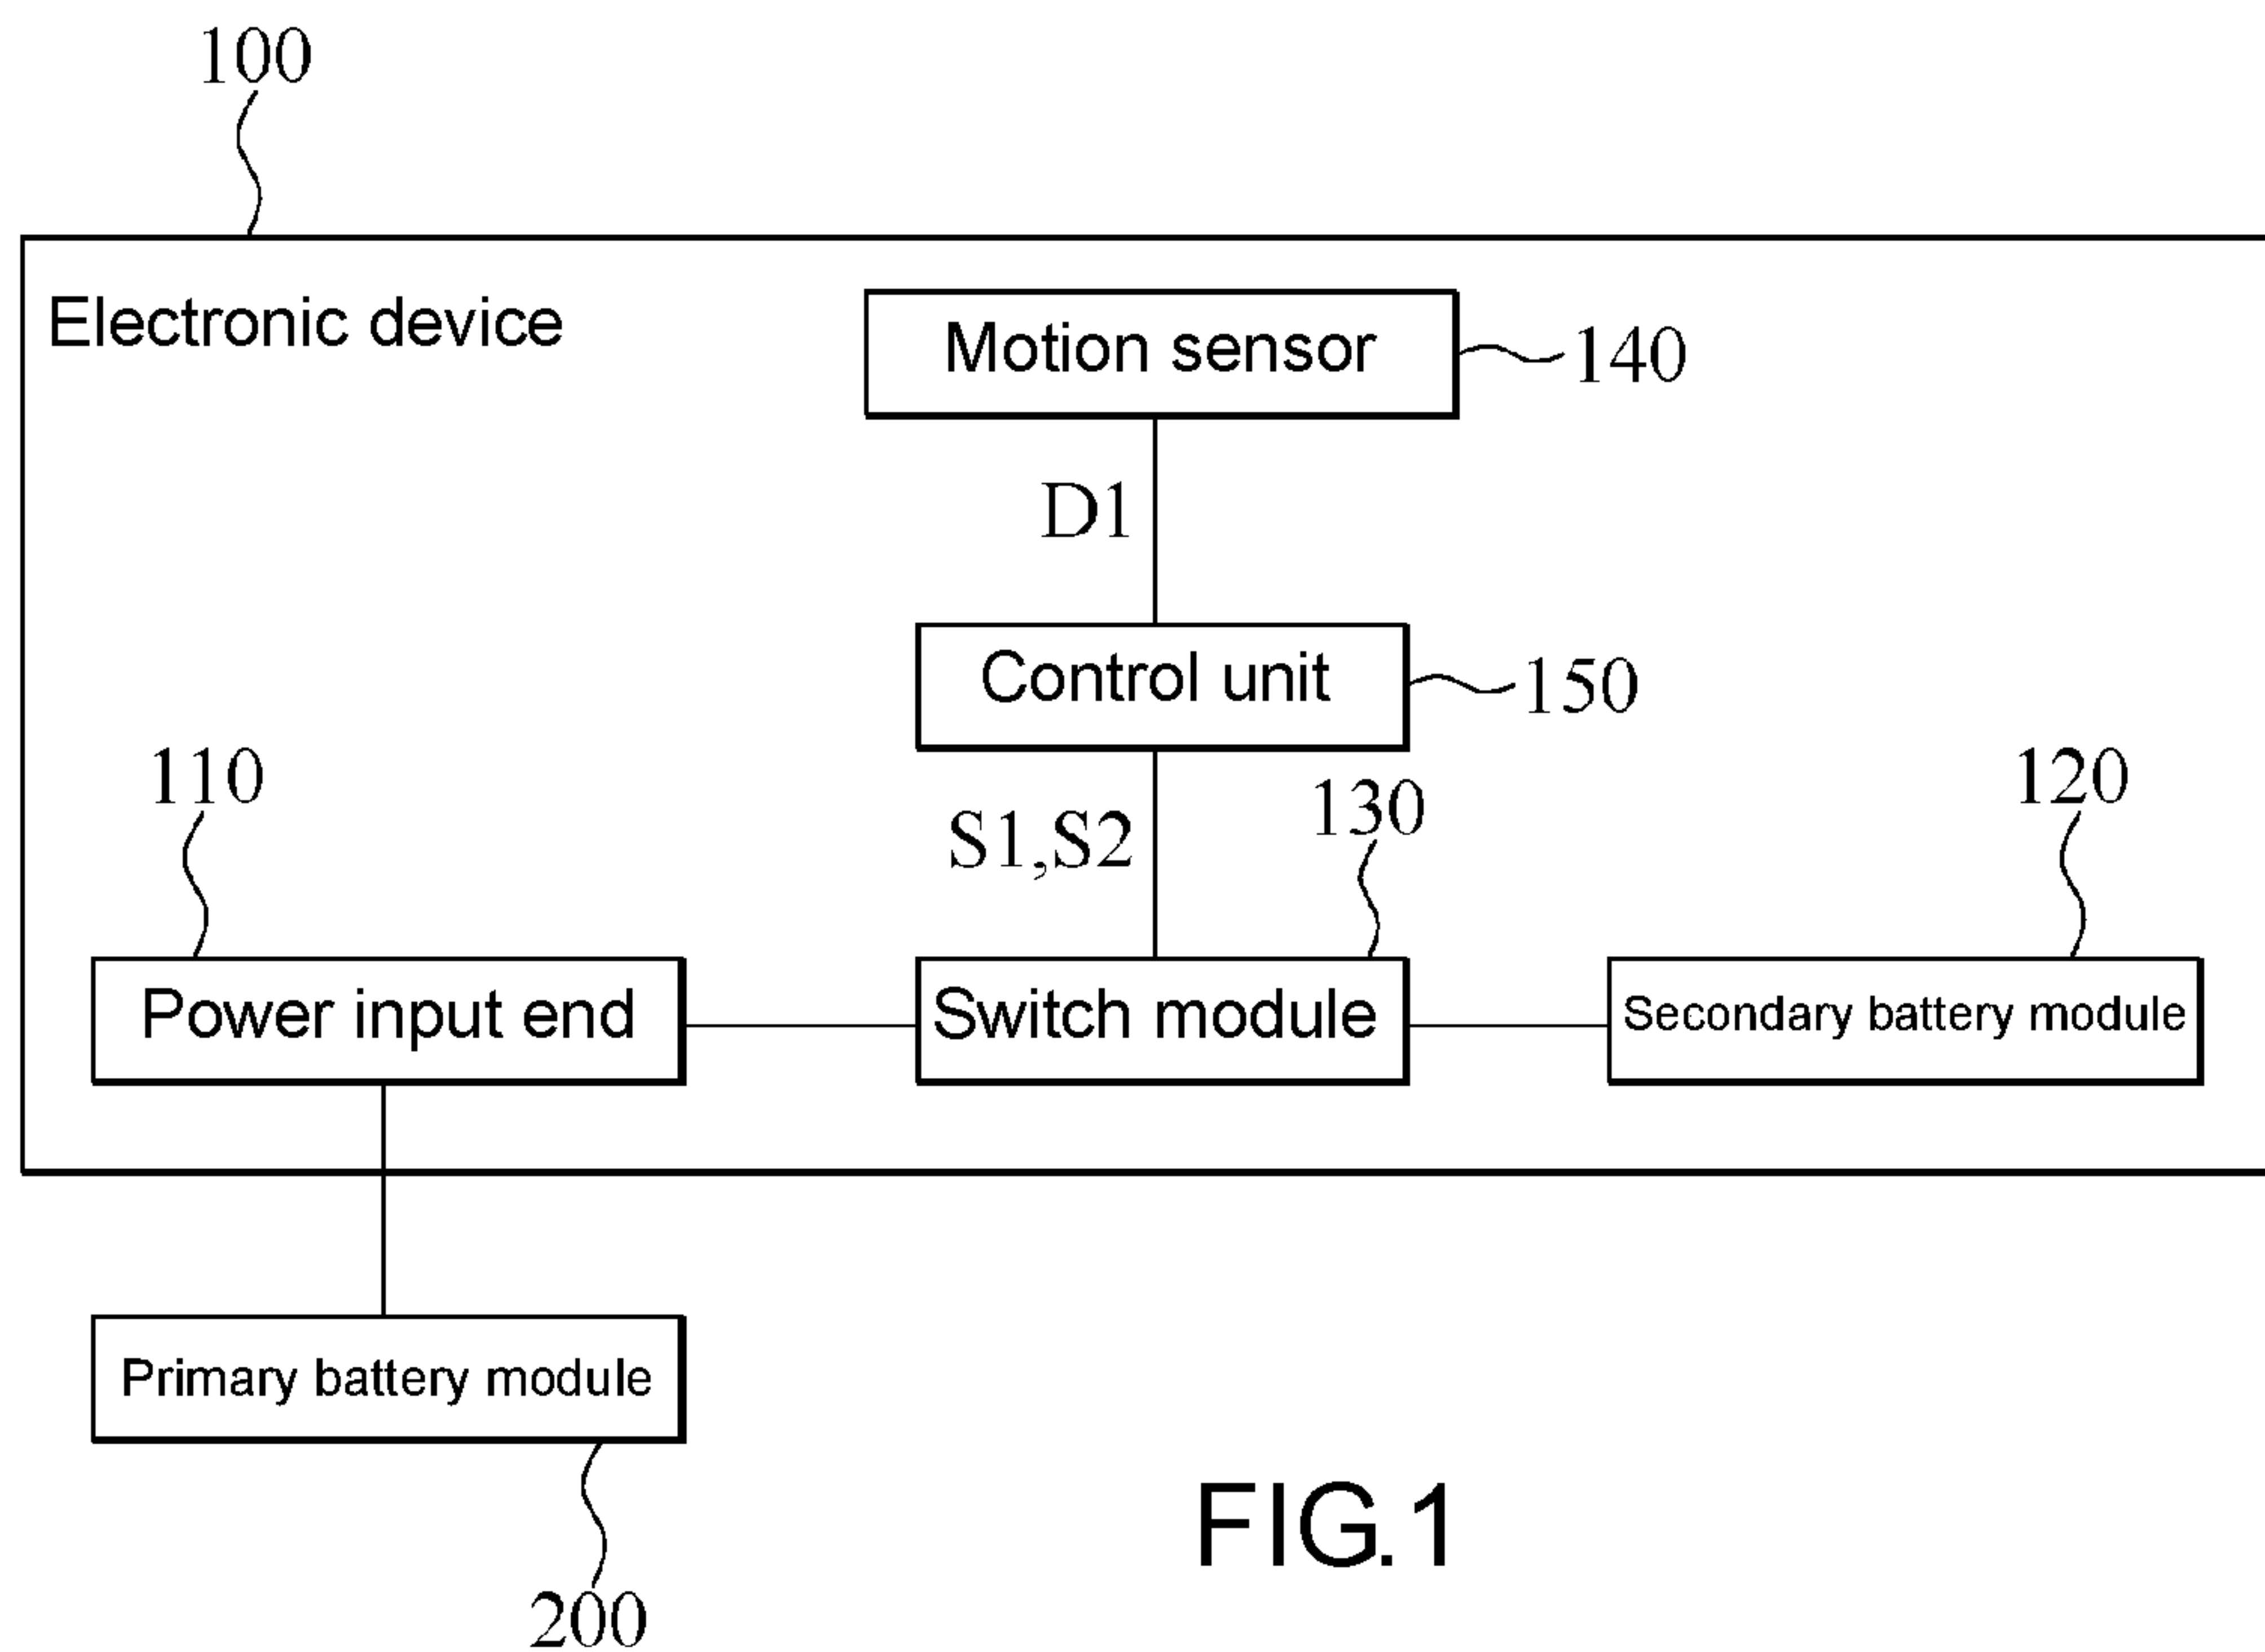 100
Electronic device
Motion sensor
140
D1
Control unit
150
110
S1,S2
130
120
Power input end
Switch module
Secondary battery module
Primary battery module
200
FIG.1